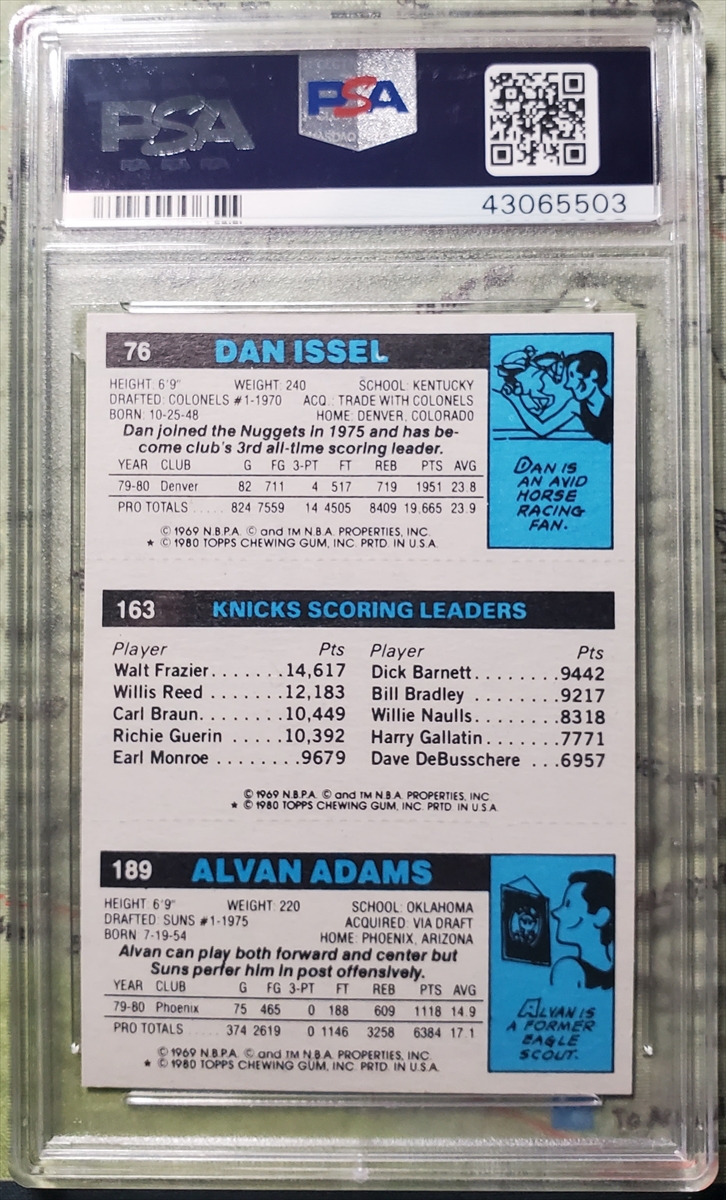 PSA
PSA
43065503
76 DAN ISSEL
HEIGHT: 6'9" WEIGHT: 240 SCHOOL: KENTUCKY
DRAFTED: COLONELS #1-1970 ACQ.: TRADE WITH COLONELS
BORN: 10-25-48 HOME: DENVER, COLORADO
Dan joined the Nuggets in 1975 and has be-
come club's 3rd all-time scoring leader.
YEAR CLUB G FG 3-PT FT REB PTS AVG
79-80 Denver 82 711 4 517 719 1951 23.8
PRO TOTALS ..... 824 7559 14 4505 8409 19,665 23.9
© 1969 N.B.P.A. © and TM N.B.A. PROPERTIES, INC.
★ © 1980 TOPPS CHEWING GUM, INC. PRTD. IN U.S.A.
DAN IS
AN AVID
HORSE
RACING
FAN.
163 KNICKS SCORING LEADERS
Player Pts Player Pts
Walt Frazier.......14,617 Dick Barnett........9442
Willis Reed .......12,183 Bill Bradley ........9217
Carl Braun........10,449 Willie Naulls........8318
Richie Guerin .....10,392 Harry Gallatin.......7771
Earl Monroe ........9679 Dave DeBusschere ...6957
© 1969 N.B.P.A. © and TM N.B.A. PROPERTIES, INC.
★ © 1980 TOPPS CHEWING GUM, INC. PRTD. IN U.S.A.
189 ALVAN ADAMS
HEIGHT: 6'9" WEIGHT: 220 SCHOOL: OKLAHOMA
DRAFTED SUNS #1-1975 ACQUIRED: VIA DRAFT
BORN 7-19-54 HOME: PHOENIX, ARIZONA
Alvan can play both forward and center but
Suns perfer him in post offensively.
YEAR CLUB G FG 3-PT FT REB PTS AVG
79-80 Phoenix 75 465 0 188 609 1118 14.9
PRO TOTALS ..... 374 2619 0 1146 3258 6384 17.1
© 1969 N.B.P.A. © and TM N.B.A. PROPERTIES, INC.
★ © 1980 TOPPS CHEWING GUM, INC. PRTD. IN U.S.A.
ALVAN IS
A FORMER
EAGLE
SCOUT.